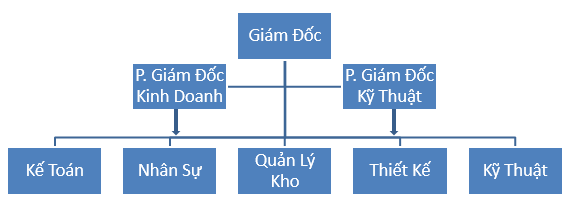 Giám Đốc
P. Giám Đốc
Kinh Doanh
P. Giám Đốc
Kỹ Thuật
Kế Toán
Nhân Sự
Quản Lý
Kho
Thiết Kế
Kỹ Thuật